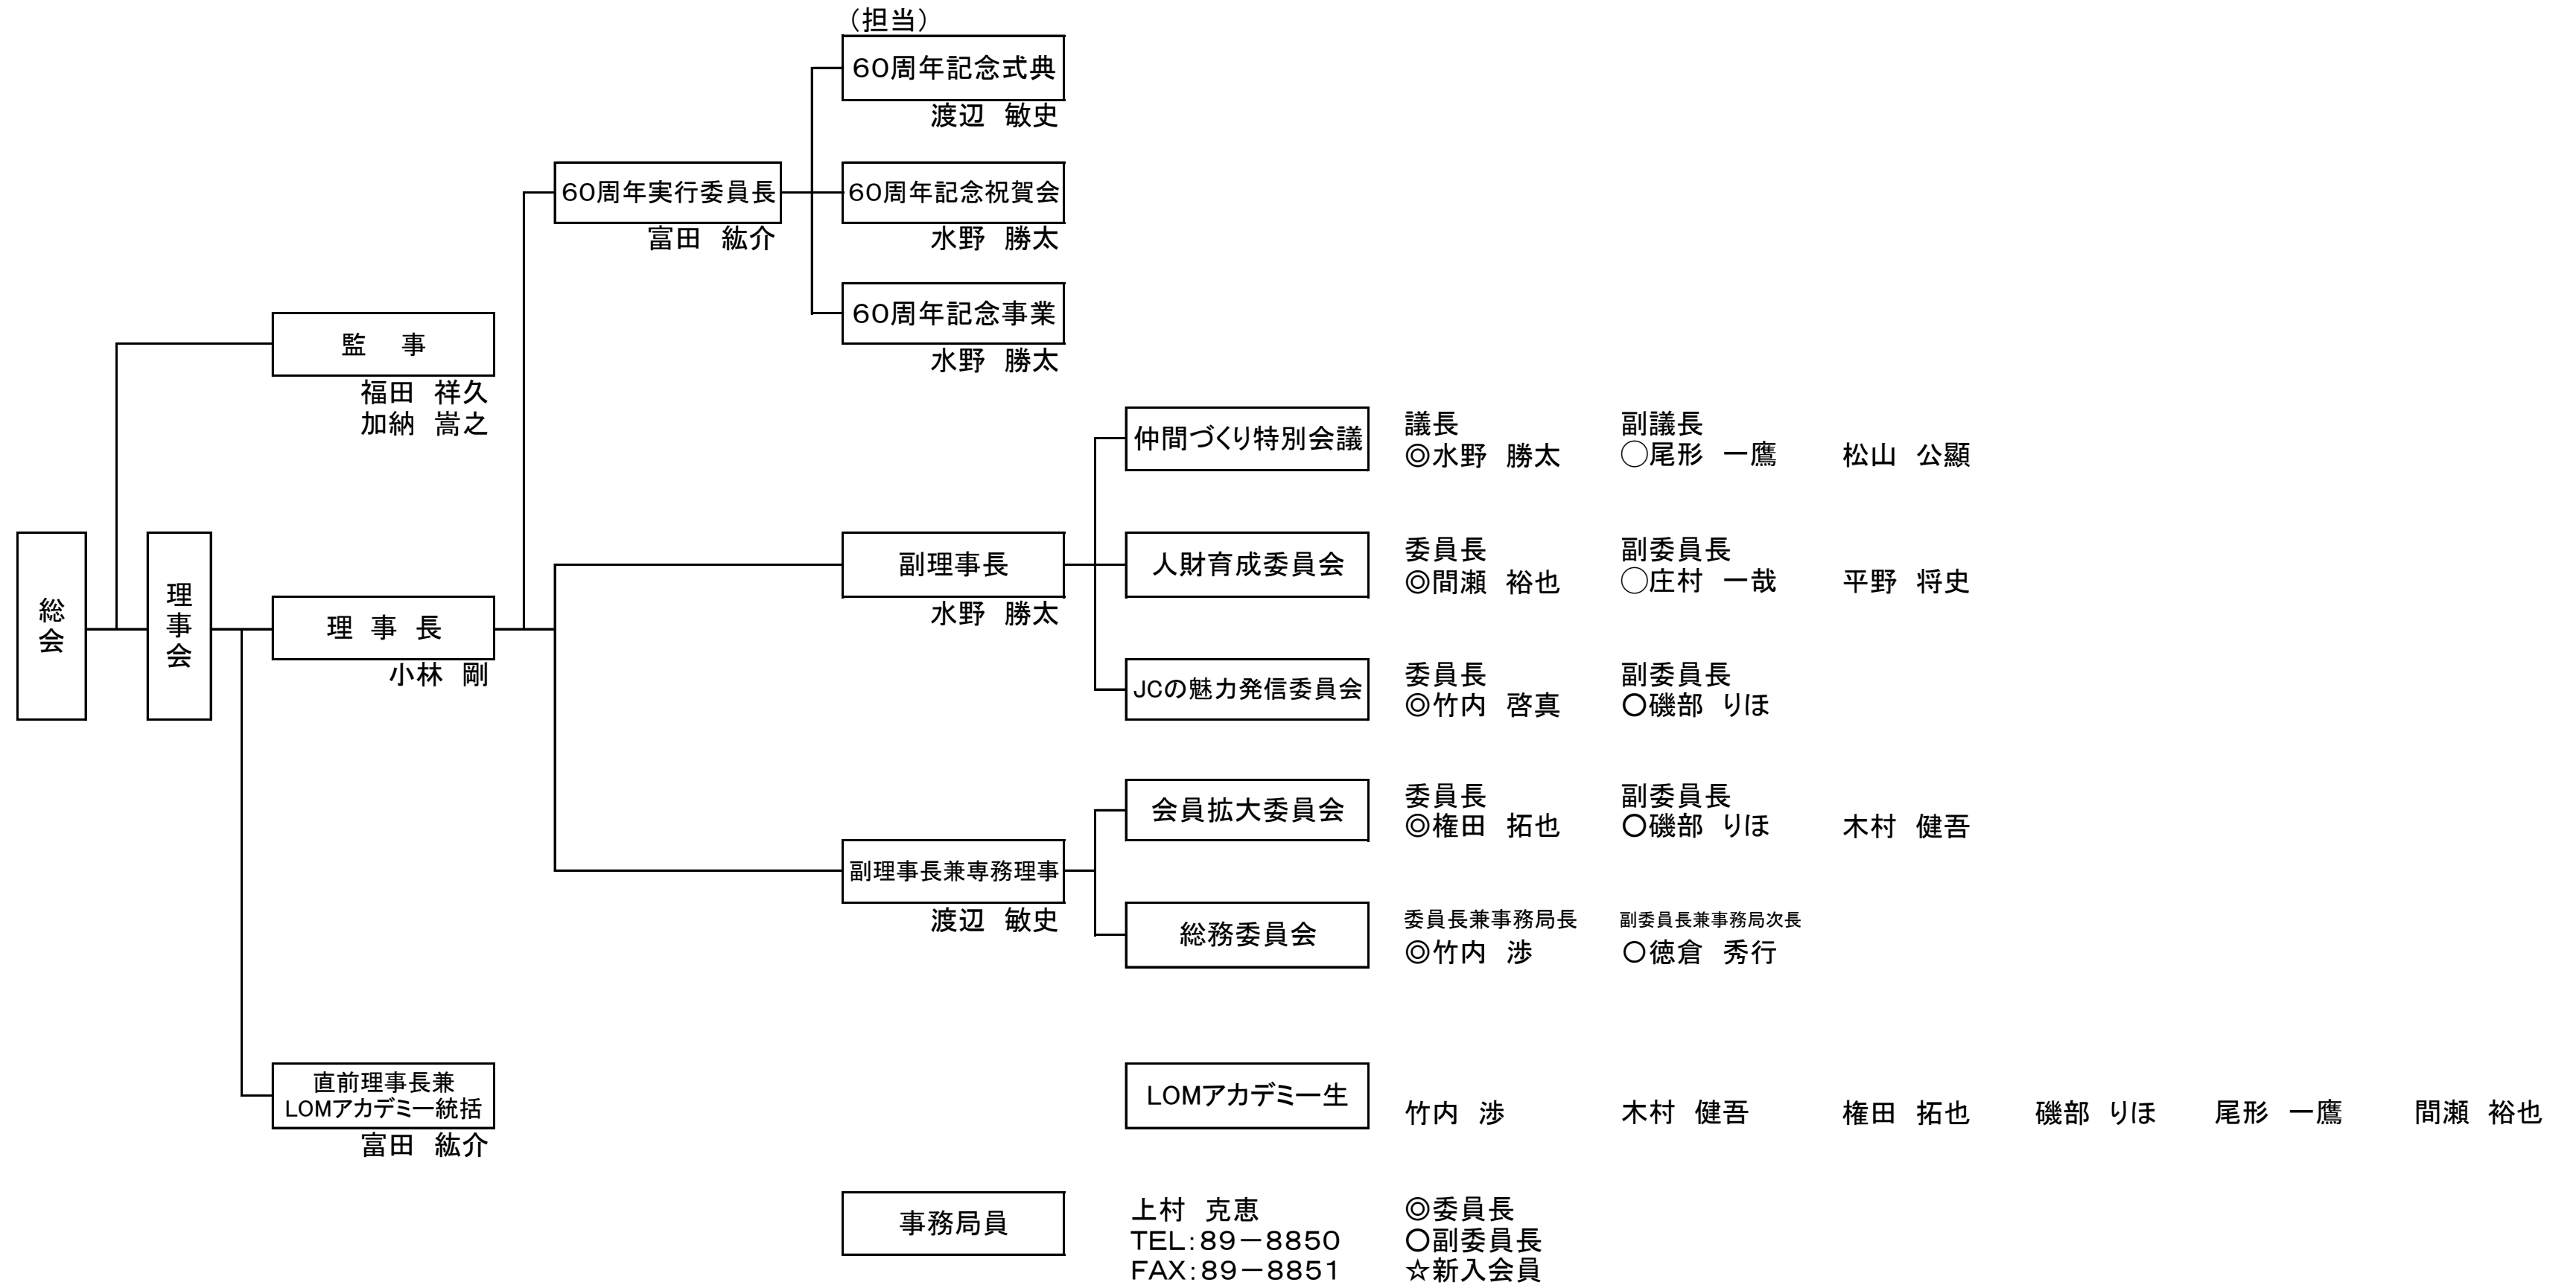 （担当）
６０周年記念式典
渡辺　敏史
６０周年実行委員長
富田　紘介
６０周年記念祝賀会
水野　勝太
６０周年記念事業
水野　勝太
監　事
福田　祥久
加納　嵩之
総会
理事会
理 事 長
小林　剛
副理事長
水野　勝太
仲間づくり特別会議
議長　副議長
◎水野　勝太　◯尾形　一鷹　松山　公顯
人財育成委員会
委員長　副委員長
◎間瀬　裕也　◯庄村　一哉　平野　将史
JCの魅力発信委員会
委員長　副委員長
◎竹内　啓真　〇磯部　りほ
副理事長兼専務理事
渡辺　敏史
会員拡大委員会
委員長　副委員長
◎権田　拓也　〇磯部　りほ　木村　健吾
総務委員会
委員長兼事務局長　副委員長兼事務局次長
◎竹内　渉　〇徳倉　秀行
直前理事長兼
LOMアカデミー統括
富田　紘介
LOMアカデミー生
竹内　渉　木村　健吾　権田　拓也　磯部　りほ　尾形　一鷹　間瀬　裕也
事務局員
上村　克恵　◎委員長
ＴＥＬ：８９－８８５０　〇副委員長
ＦＡＸ：８９－８８５１　☆新入会員